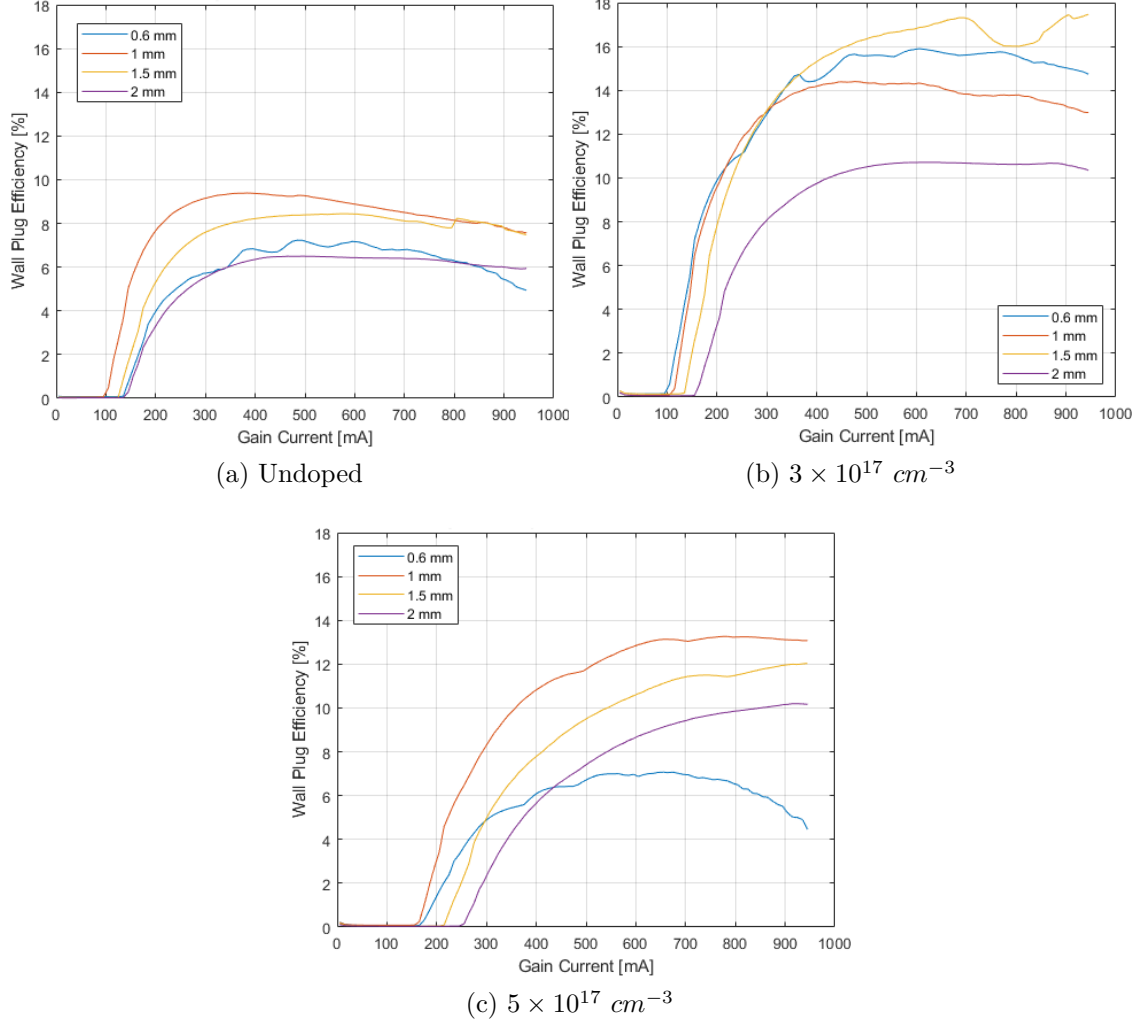 18
16
14
12
10
8
6
4
2
0
Wall Plug Efficiency [%]
0.6 mm
1 mm
1.5 mm
2 mm
0 100 200 300 400 500 600 700 800 900 1000
Gain Current [mA]
(a) Undoped
18
16
14
12
10
8
6
4
2
0
Wall Plug Efficiency [%]
0.6 mm
1 mm
1.5 mm
2 mm
0 100 200 300 400 500 600 700 800 900 1000
Gain Current [mA]
(b) 3 × 10¹⁷ cm⁻³
18
16
14
12
10
8
6
4
2
0
Wall Plug Efficiency [%]
0.6 mm
1 mm
1.5 mm
2 mm
0 100 200 300 400 500 600 700 800 900 1000
Gain Current [mA]
(c) 5 × 10¹⁷ cm⁻³